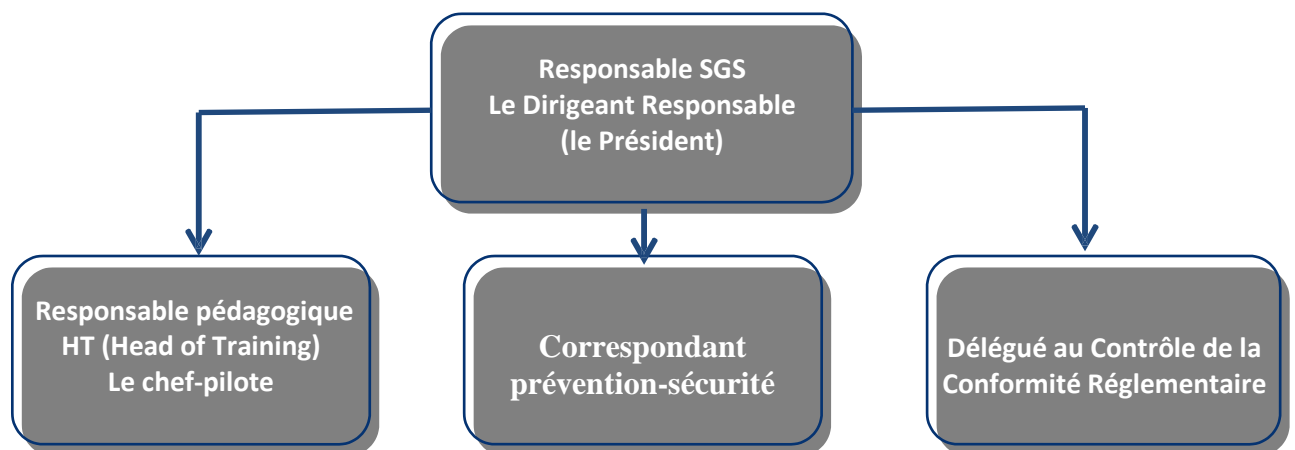 Responsable SGS
Le Dirigeant Responsable
(le Président)
Responsable pédagogique
HT (Head of Training)
Le chef-pilote
Correspondant
prévention-sécurité
Délégué au Contrôle de la
Conformité Réglementaire